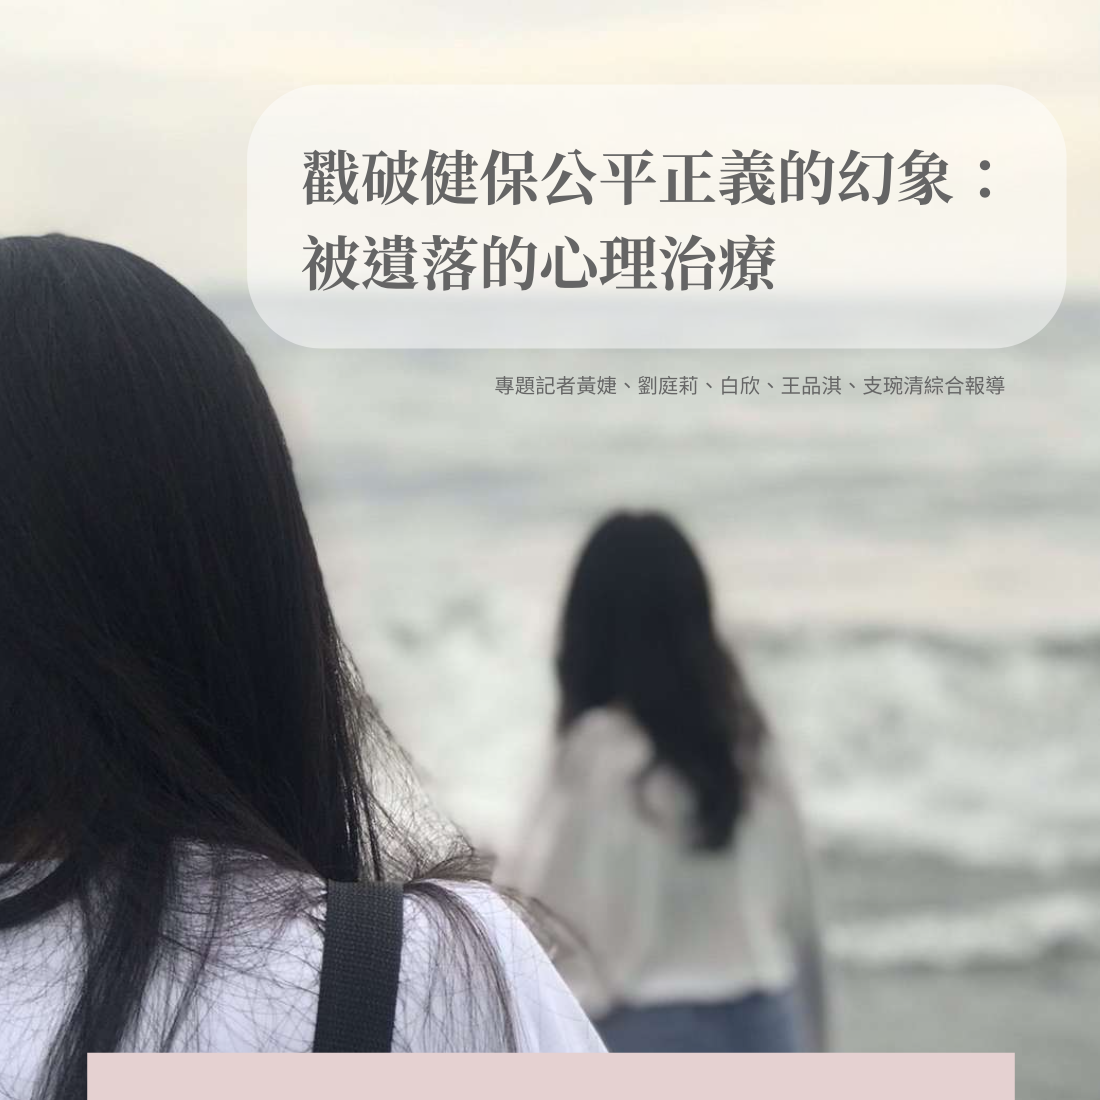 戳破健保公平正義的幻象：
被遺落的心理治療
專題記者黃婕、劉庭莉、白欣、王品淇、支琬清綜合報導